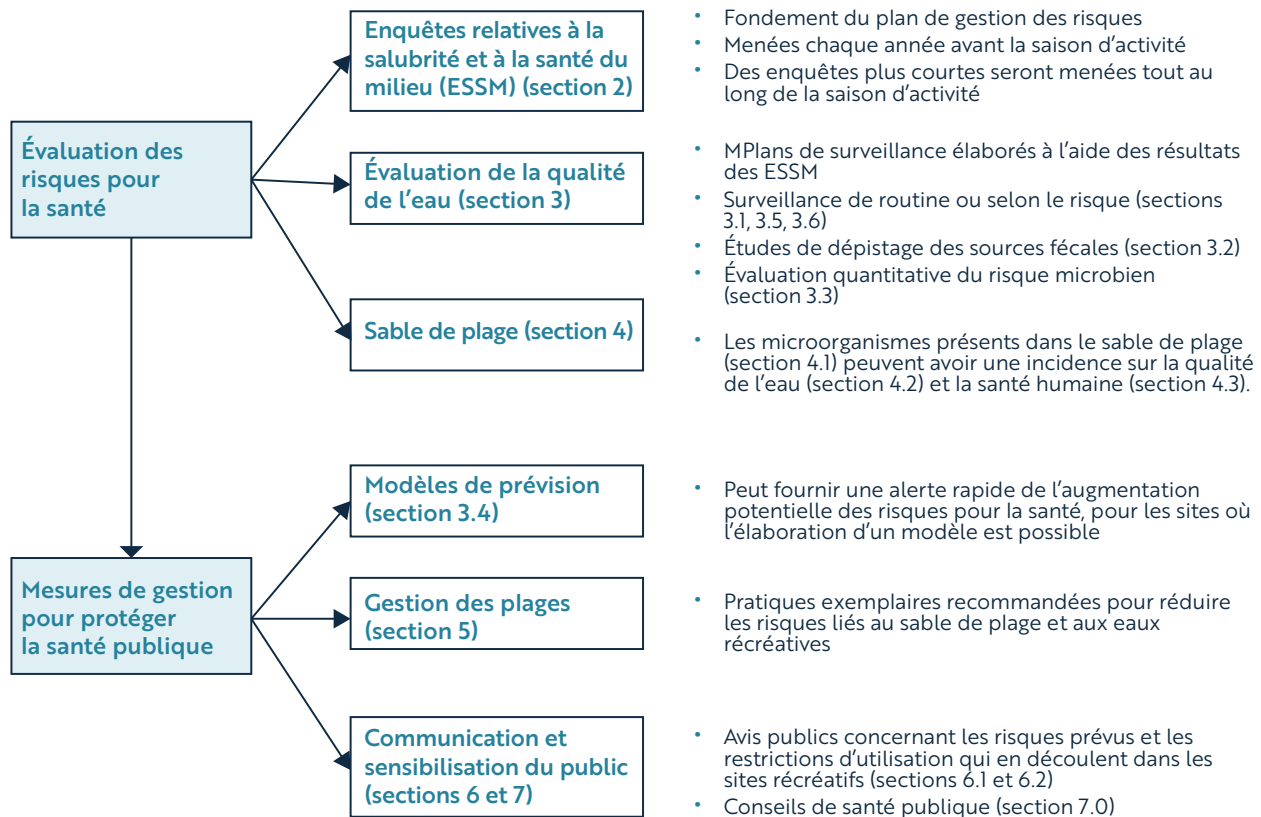 Enquêtes relatives à la
salubrité et à la santé du
milieu (ESSM) (section 2)
• Fondement du plan de gestion des risques
• Menées chaque année avant la saison d’activité
• Des enquêtes plus courtes seront menées tout au
long de la saison d’activité
Évaluation des
risques pour
la santé
Évaluation de la qualité
de l’eau (section 3)
• MPlans de surveillance élaborés à l’aide des résultats
des ESSM
• Surveillance de routine ou selon le risque (sections
3.1, 3.5, 3.6)
• Études de dépistage des sources fécales (section 3.2)
• Évaluation quantitative du risque microbien
(section 3.3)
Sable de plage (section 4)
• Les microorganismes présents dans le sable de plage
(section 4.1) peuvent avoir une incidence sur la qualité
de l’eau (section 4.2) et la santé humaine (section 4.3).
Modèles de prévision
(section 3.4)
• Peut fournir une alerte rapide de l’augmentation
potentielle des risques pour la santé, pour les sites où
l’élaboration d’un modèle est possible
Mesures de gestion
pour protéger
la santé publique
Gestion des plages
(section 5)
• Pratiques exemplaires recommandées pour réduire
les risques liés au sable de plage et aux eaux
récréatives
Communication et
sensibilisation du public
(sections 6 et 7)
• Avis publics concernant les risques prévus et les
restrictions d’utilisation qui en découlent dans les
sites récréatifs (sections 6.1 et 6.2)
• Conseils de santé publique (section 7.0)